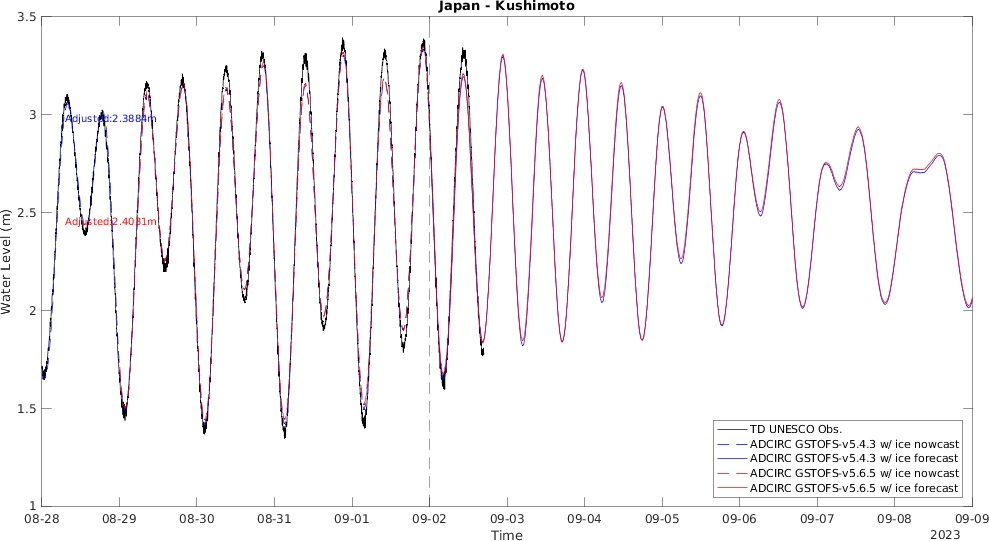 Japan - Kushimoto
3.5
3
2.5
2
1.5
1
Water Level (m)
Adjusted:2.3884m
Adjusted:2.4031m
TD UNESCO Obs.
ADCIRC GSTOFS-v5.4.3 w/ ice nowcast
ADCIRC GSTOFS-v5.4.3 w/ ice forecast
ADCIRC GSTOFS-v5.6.5 w/ ice nowcast
ADCIRC GSTOFS-v5.6.5 w/ ice forecast
08-28 08-29 08-30 08-31 09-01 09-02 09-03 09-04 09-05 09-06 09-07 09-08 09-09
Time
2023